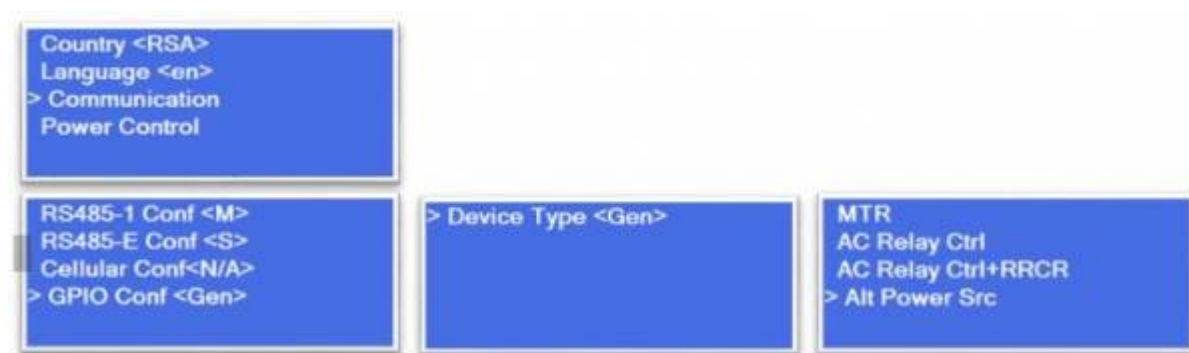 Country <RSA>
Language <en>
> Communication
Power Control
RS485-1 Conf <M>
RS485-E Conf <S>
Cellular Conf<N/A>
> GPIO Conf <Gen>
> Device Type <Gen>
MTR
AC Relay Ctrl
AC Relay Ctrl+RRCR
> Alt Power Src